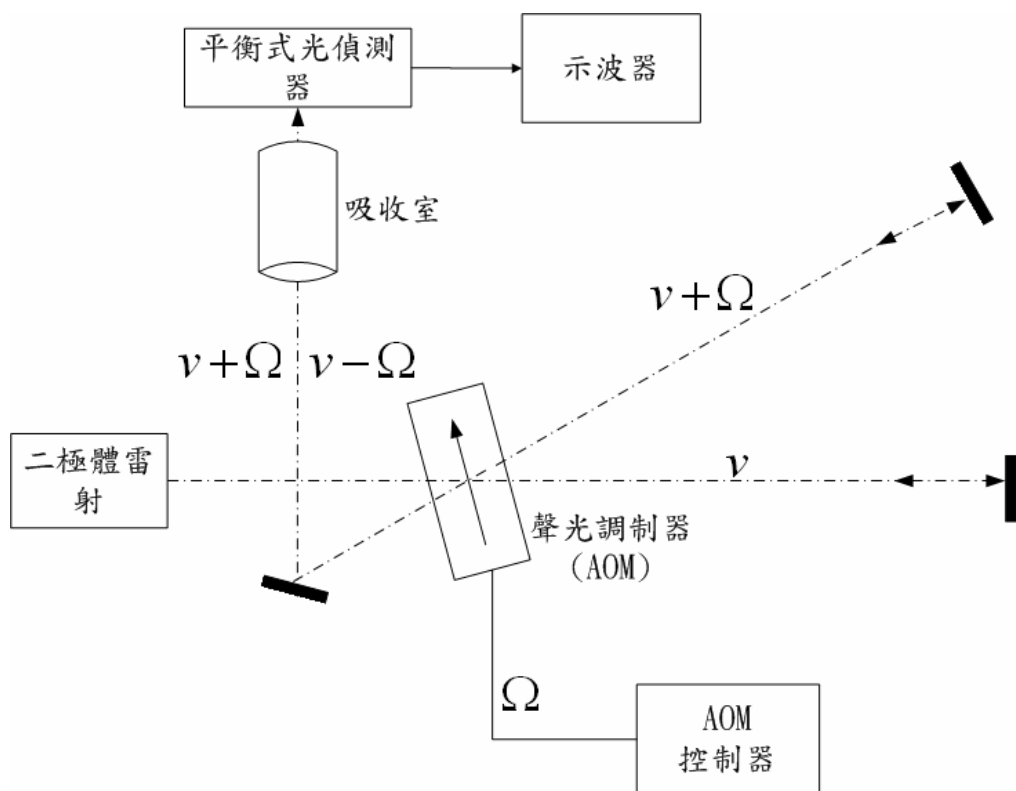 平衡式光偵測
器
示波器
吸收室
ν+Ω
ν+Ω ν−Ω
二極體雷
射
ν
聲光調制器
(AOM)
Ω
AOM
控制器